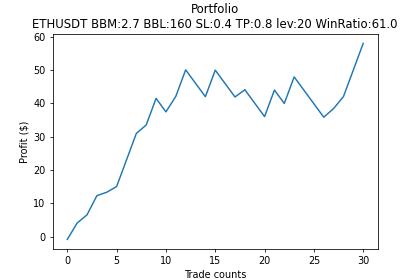 Portfolio
ETHUSDT BBM:2.7 BBL:160 SL:0.4 TP:0.8 lev:20 WinRatio:61.0
60
50
40
30
20
10
0
Profit ($)
0 5 10 15 20 25 30
Trade counts